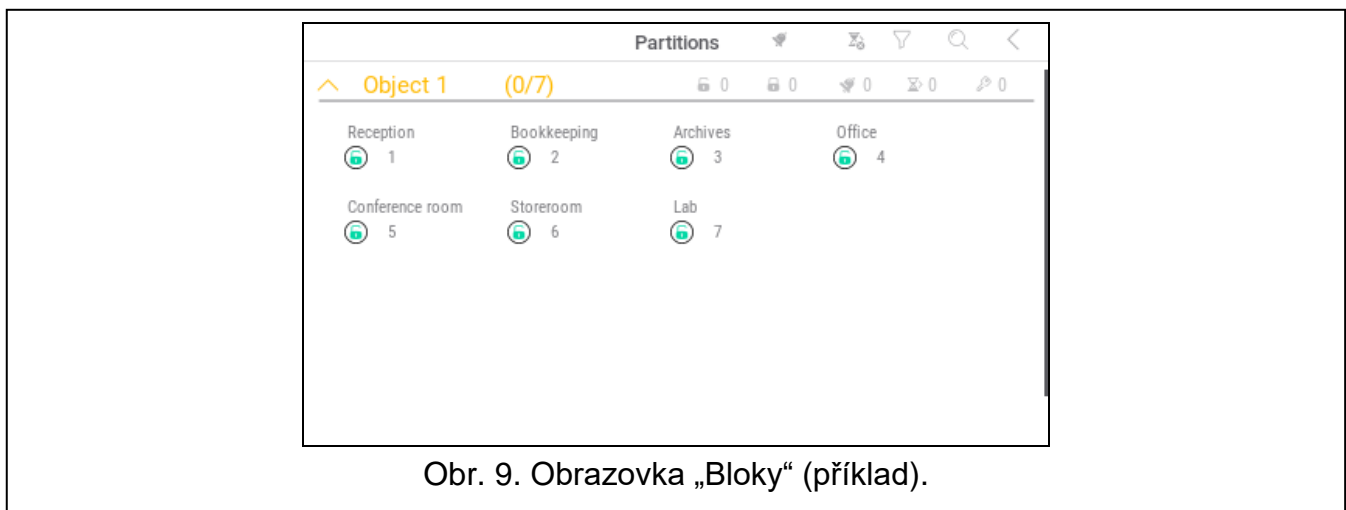 Partitions
Object 1 (0/7) 0 0 0 0 0
Reception Bookkeeping Archives Office
1 2 3 4
Conference room Storeroom Lab
5 6 7
Obr. 9. Obrazovka „Bloky“ (příklad).